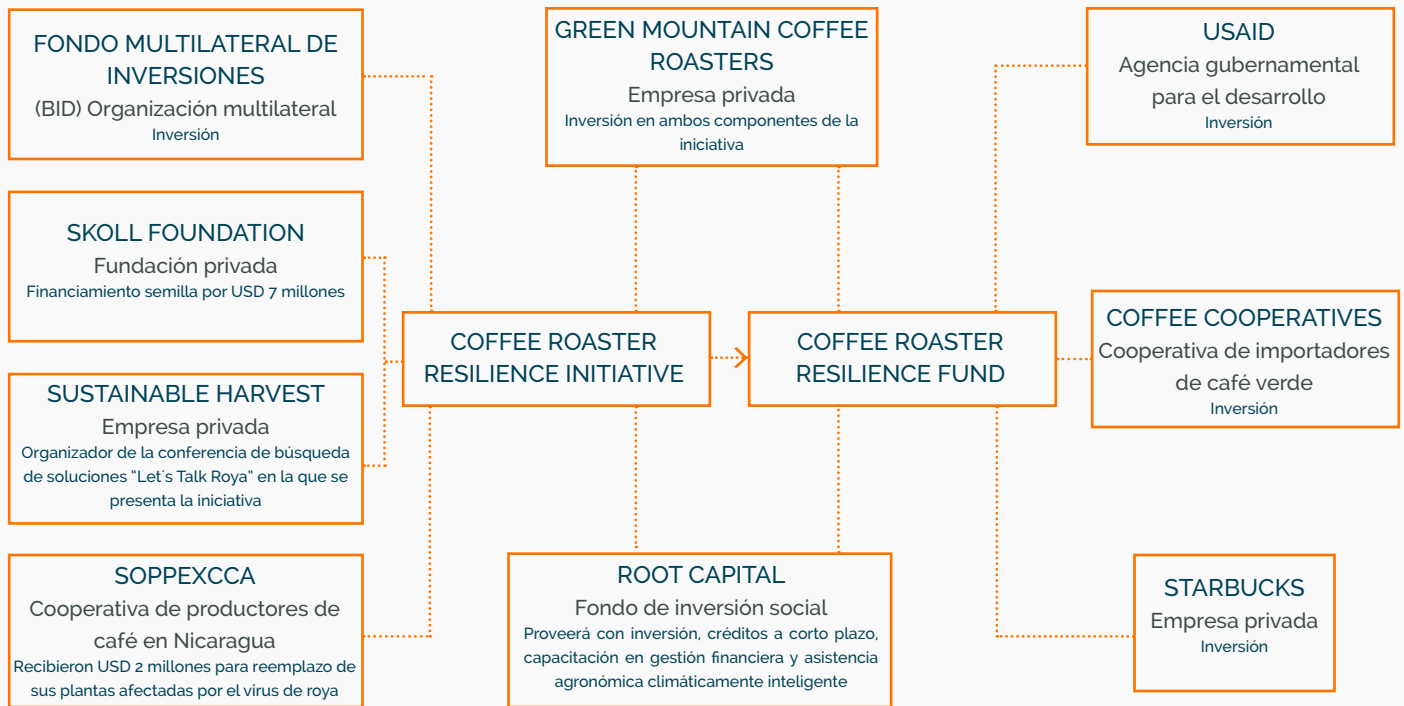 FONDO MULTILATERAL DE
INVERSIONES
(BID) Organización multilateral
Inversión
SKOLL FOUNDATION
Fundación privada
Financiamiento semilla por USD 7 millones
SUSTAINABLE HARVEST
Empresa privada
Organizador de la conferencia de búsqueda
de soluciones “Let´s Talk Roya” en la que se
presenta la iniciativa
SOPPEXCCA
Cooperativa de productores de
café en Nicaragua
Recibieron USD 2 millones para reemplazo de
sus plantas afectadas por el virus de roya
GREEN MOUNTAIN COFFEE
ROASTERS
Empresa privada
Inversión en ambos componentes de la
iniciativa
COFFEE ROASTER
RESILIENCE INITIATIVE
COFFEE ROASTER
RESILIENCE FUND
ROOT CAPITAL
Fondo de inversión social
Proveerá con inversión, créditos a corto plazo,
capacitación en gestión financiera y asistencia
agronómica climáticamente inteligente
USAID
Agencia gubernamental
para el desarrollo
Inversión
COFFEE COOPERATIVES
Cooperativa de importadores
de café verde
Inversión
STARBUCKS
Empresa privada
Inversión